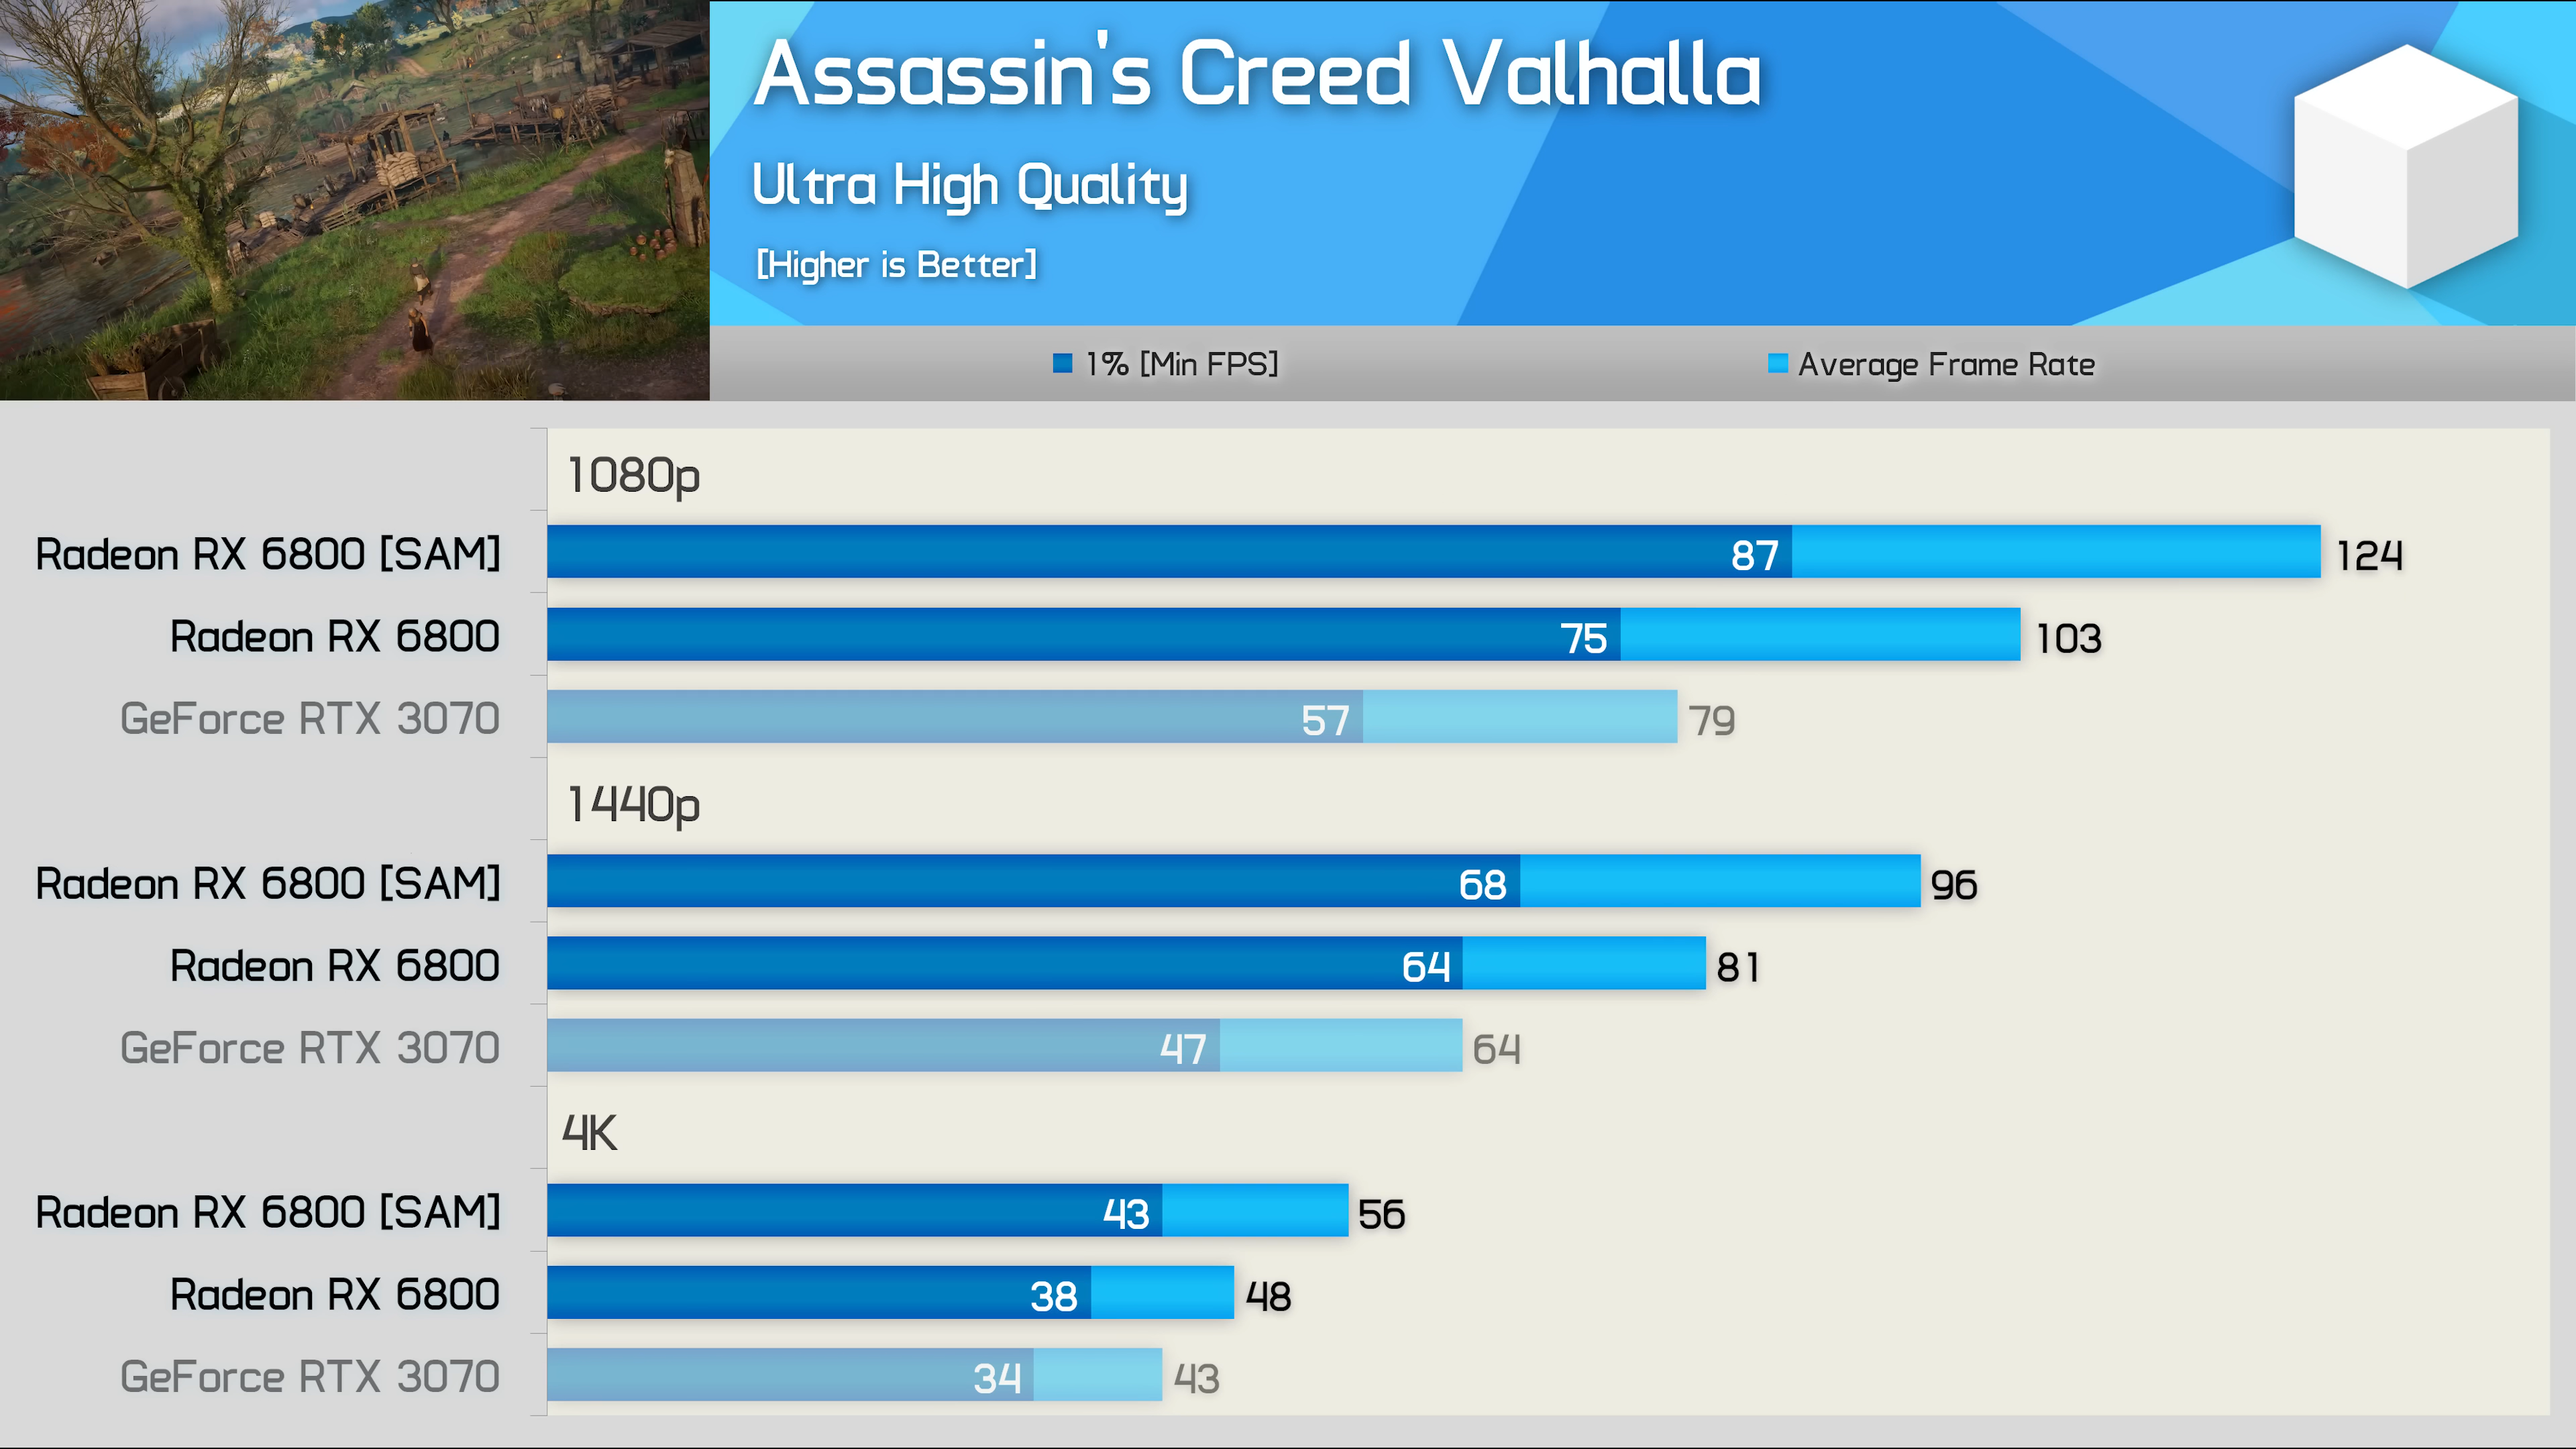 Assassin's Creed Valhalla
Ultra High Quality
[Higher is Better]
1% [Min FPS] Average Frame Rate
1080p
Radeon RX 6800 [SAM] 87 124
Radeon RX 6800 75 103
GeForce RTX 3070 57 79
1440p
Radeon RX 6800 [SAM] 68 96
Radeon RX 6800 64 81
GeForce RTX 3070 47 64
4K
Radeon RX 6800 [SAM] 43 56
Radeon RX 6800 38 48
GeForce RTX 3070 34 43